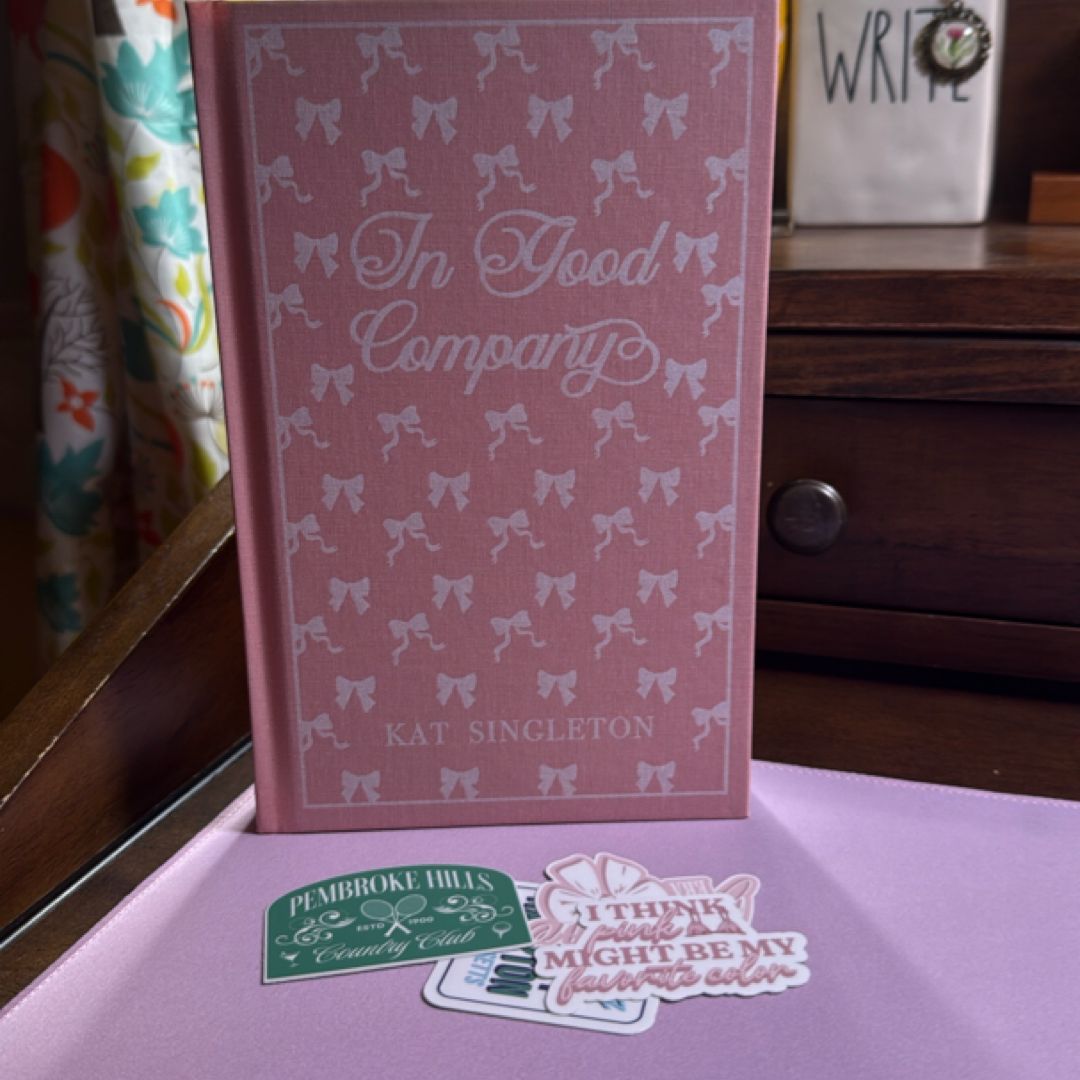 WRITE
In Good
Company
KAT SINGLETON
PEMBROKE HILLS
ESTD 1900
Country Club
I THINK
pink
MIGHT BE MY
favorite color